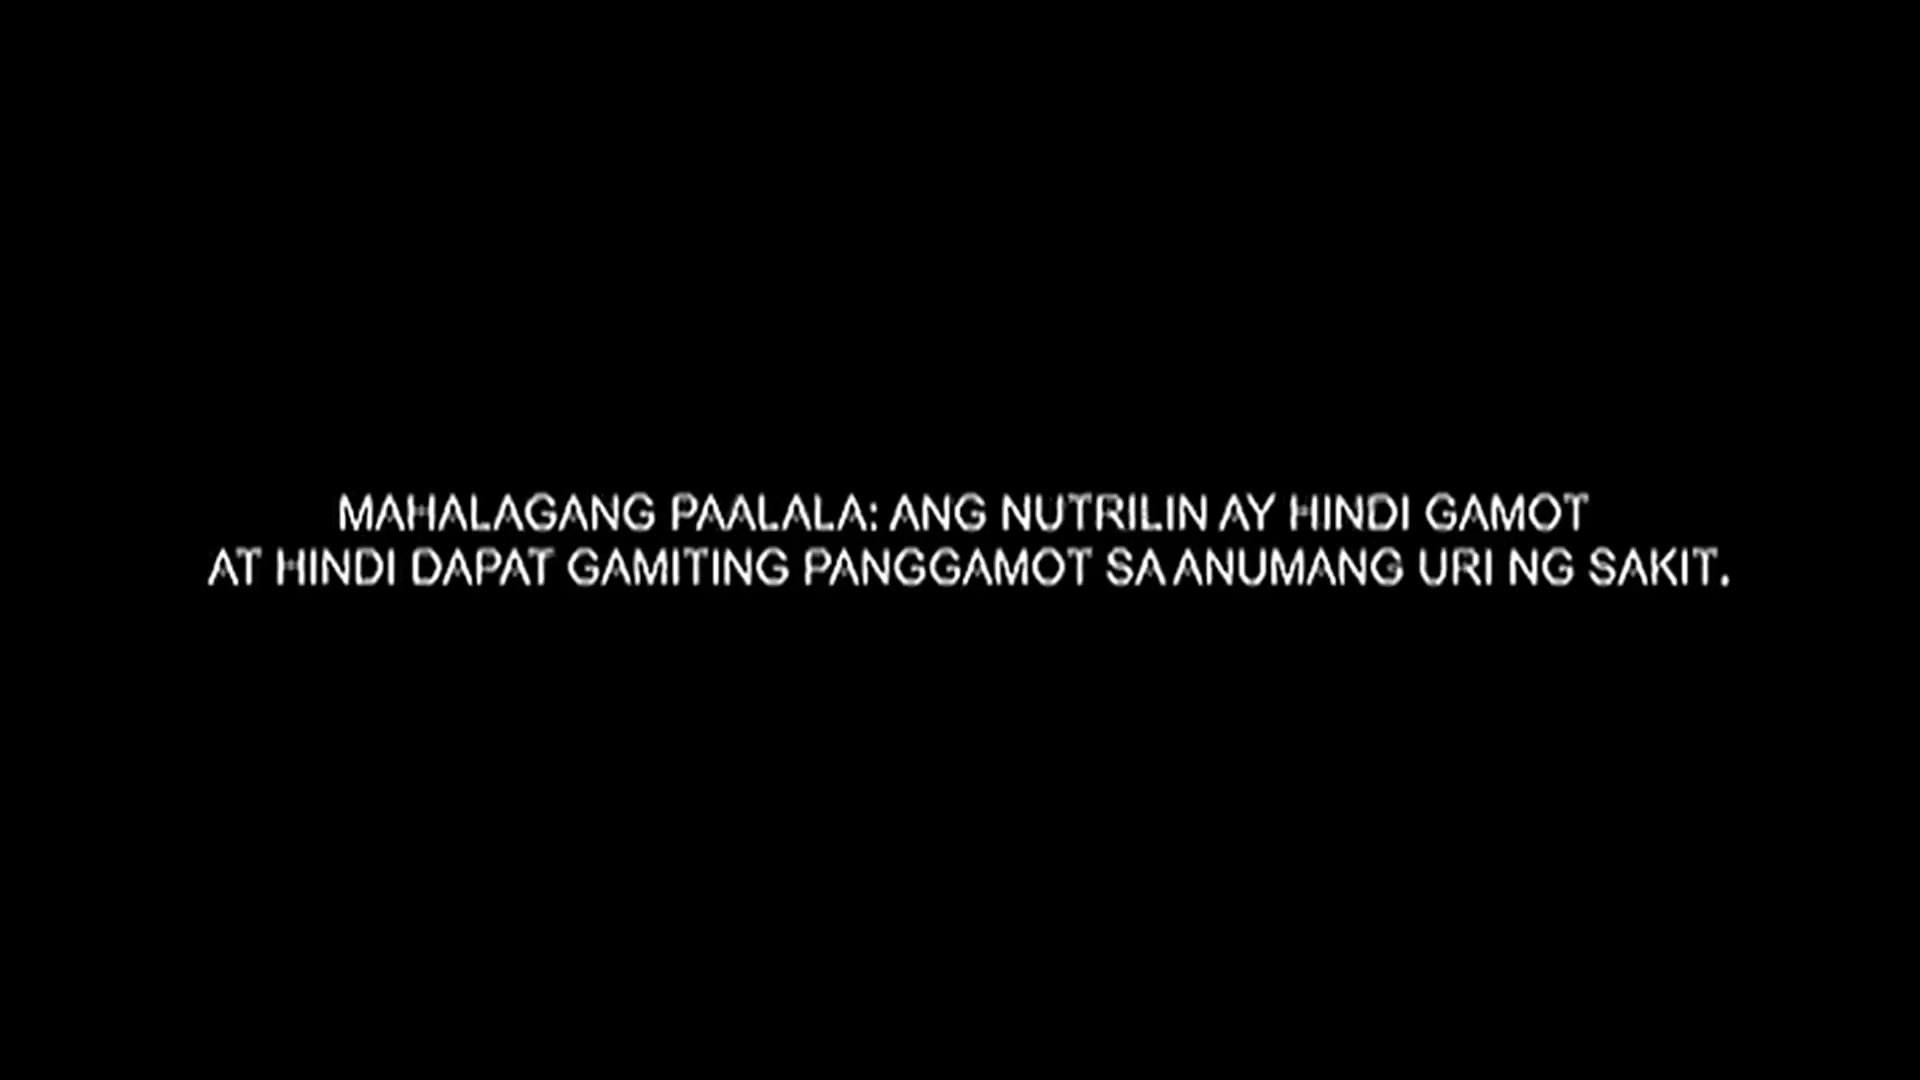 MAHALAGANG PAALALA: ANG NUTRILIN AY HINDI GAMOT
AT HINDI DAPAT GAMITING PANGGAMOT SA ANUMANG URI NG SAKIT.